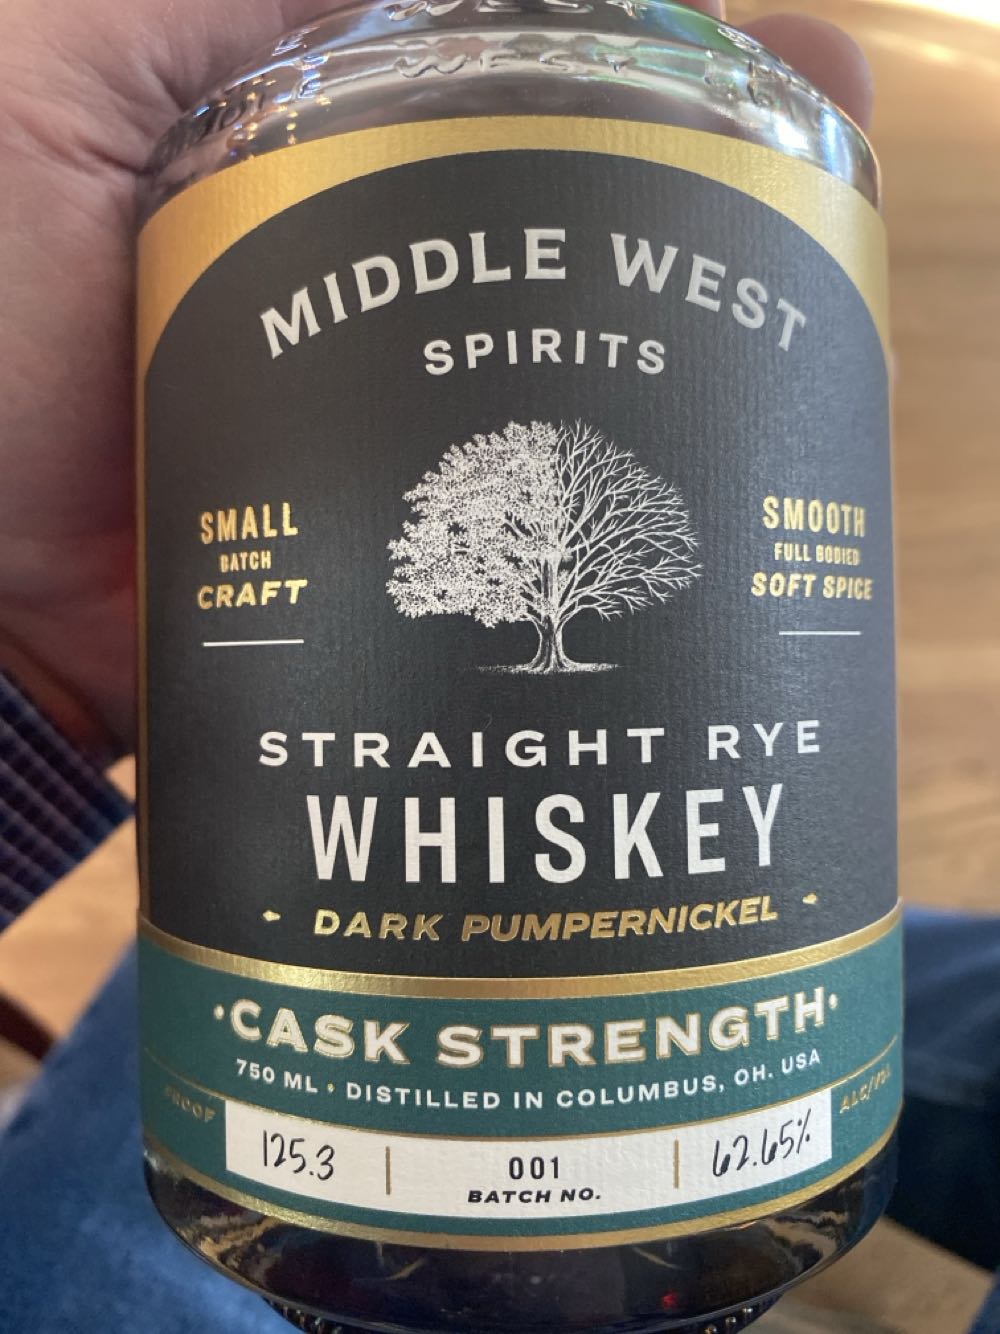 MIDDLE WEST
SPIRITS
SMALL
BATCH
CRAFT
SMOOTH
FULL BODIED
SOFT SPICE
STRAIGHT RYE
WHISKEY
DARK PUMPERNICKEL
•CASK STRENGTH•
750 ML • DISTILLED IN COLUMBUS, OH. USA
PROOF
ALC/VOL
125.3
001
BATCH NO.
62.65%